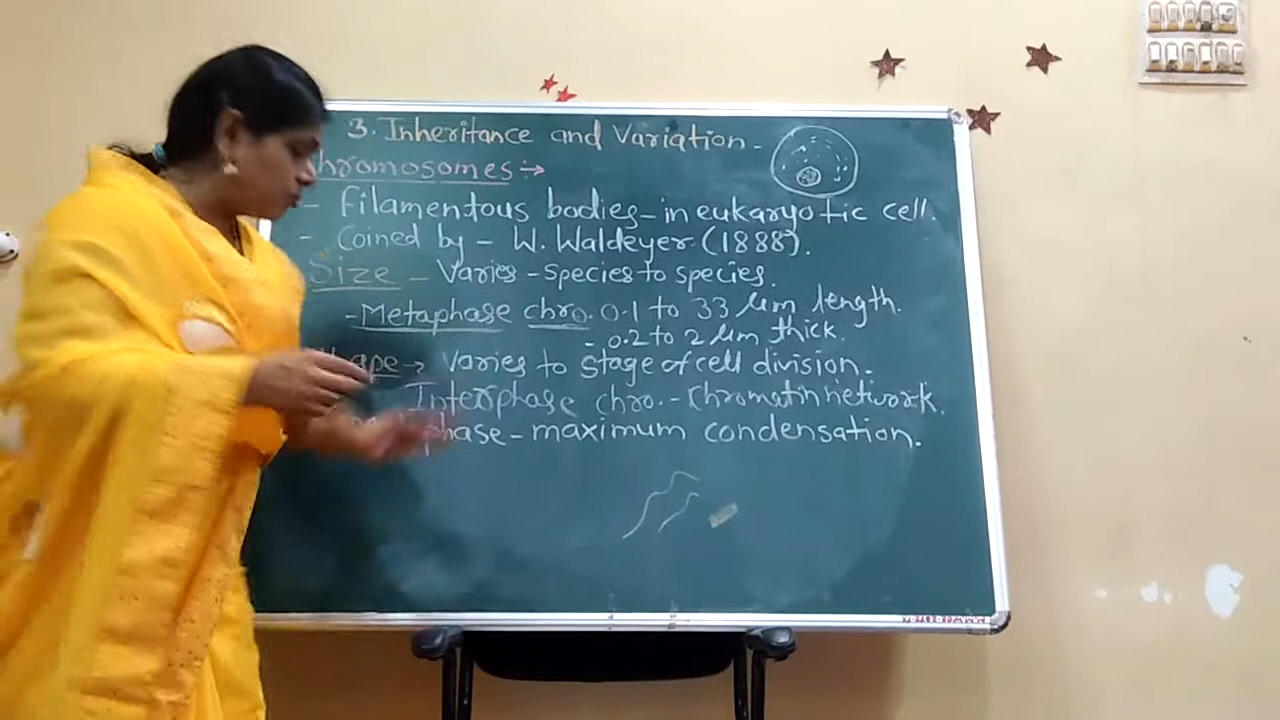 3. Inheritance and Variation -
hromosomes :→
- filamentous bodies - in eukaryotic cell.
- Coined by - W. Waldeyer (1888).
Size - Varies - species to species.
- Metaphase chro. 0.1 to 33 μm length.
- 0.2 to 2 μm thick.
hape → Varies to stage of cell division.
Interphase chro. - Chromatin network.
phase - maximum condensation.